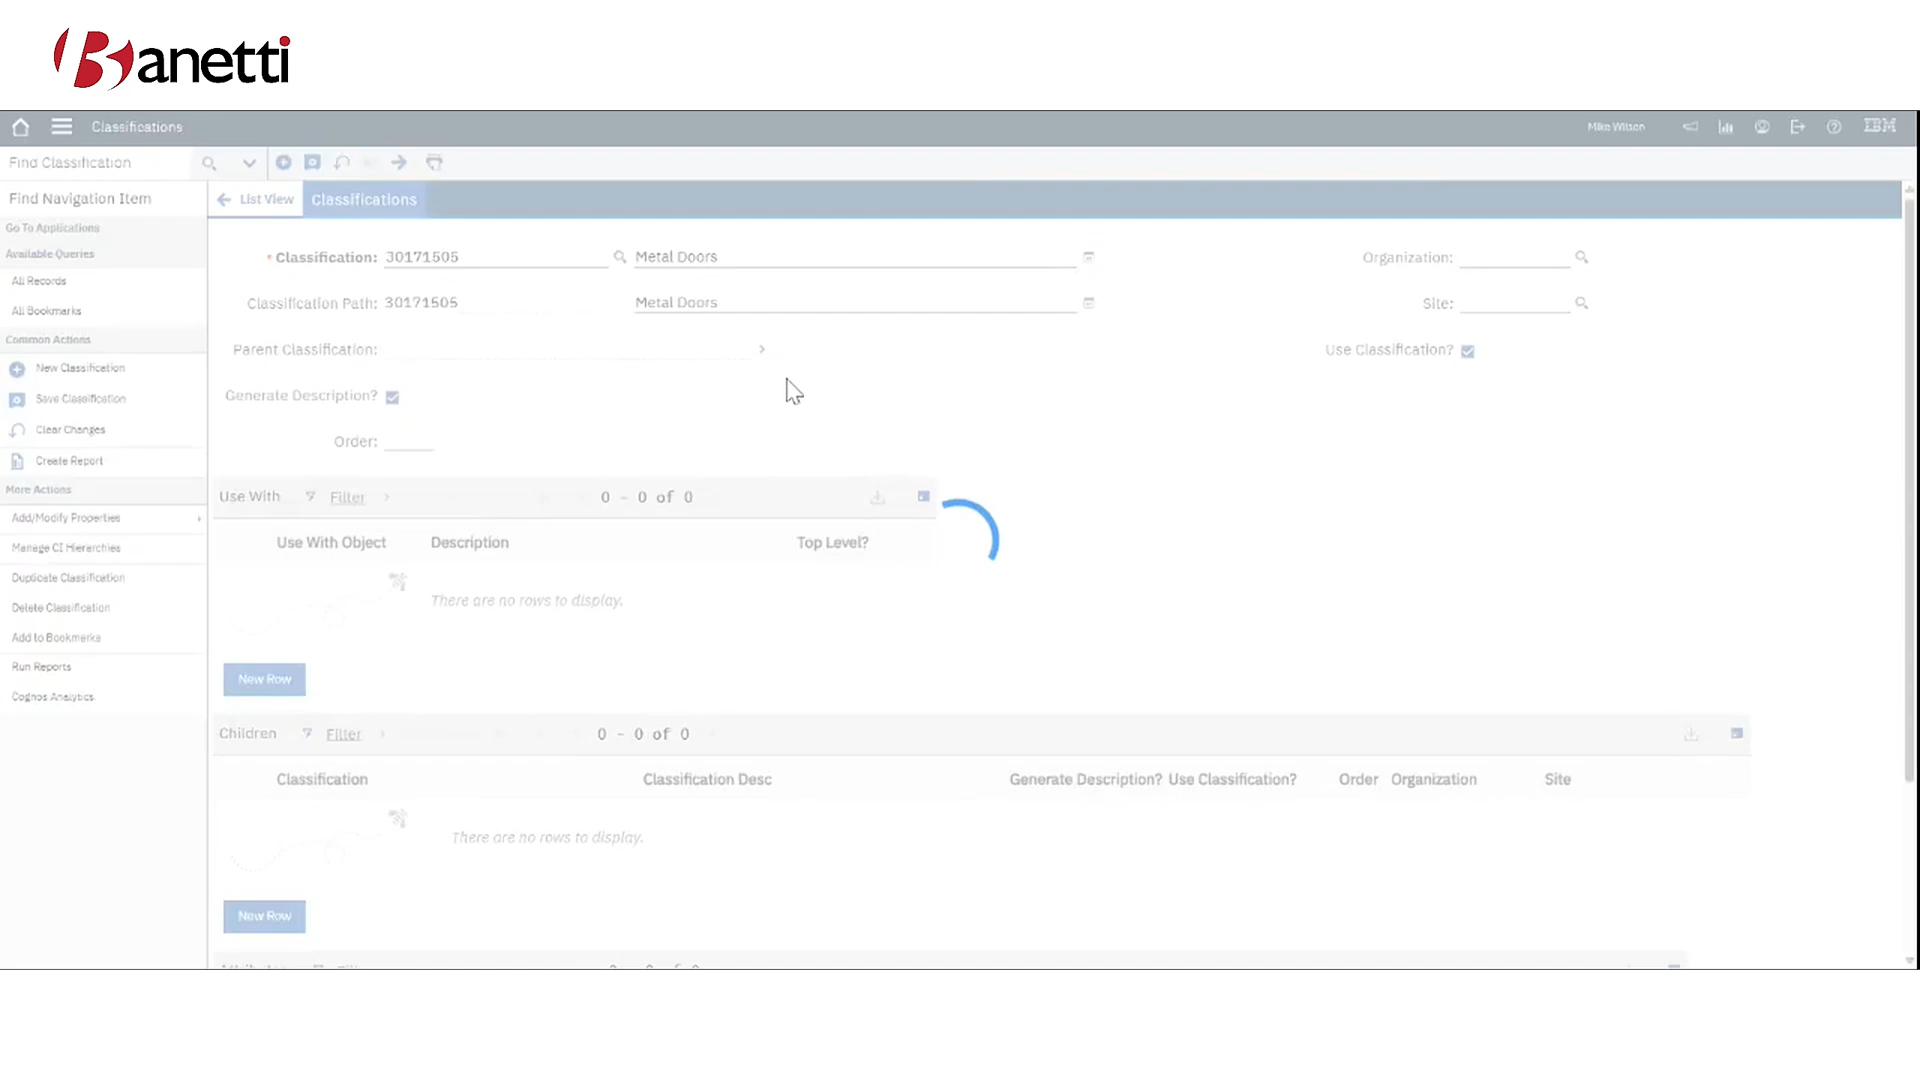 Banetti
Classifications
Mike Wilson
IBM
Find Classification
Find Navigation Item
List View
Classifications
Go To Applications
Available Queries
All Records
All Bookmarks
Common Actions
New Classification
Save Classification
Clear Changes
Create Report
More Actions
Add/Modify Properties
Manage CI Hierarchies
Duplicate Classification
Delete Classification
Add to Bookmarks
Run Reports
Cognos Analytics
* Classification: 30171505 Metal Doors Organization:
Classification Path: 30171505 Metal Doors Site:
Parent Classification: Use Classification?
Generate Description?
Order:
Use With Filter 0 - 0 of 0
Use With Object Description Top Level?
There are no rows to display.
New Row
Children Filter 0 - 0 of 0
Classification Classification Desc Generate Description? Use Classification? Order Organization Site
There are no rows to display.
New Row